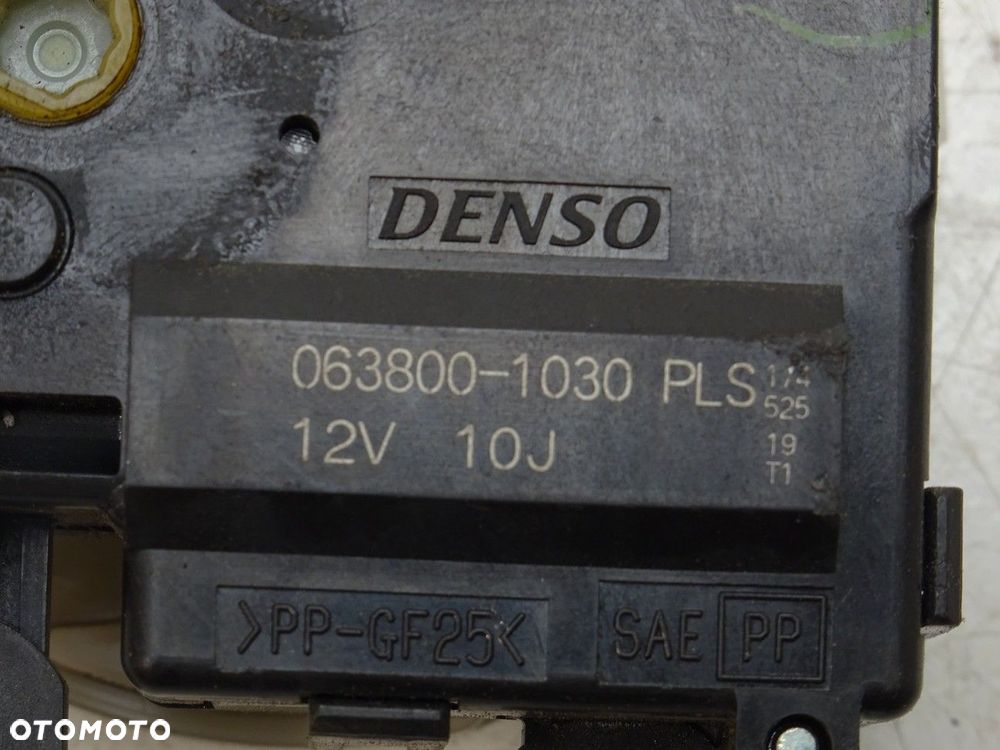 DENSO
063800-1030 PLS 174
525
12V 10J 19
T1
>PP-GF25<
SAE PP
OTOMOTO